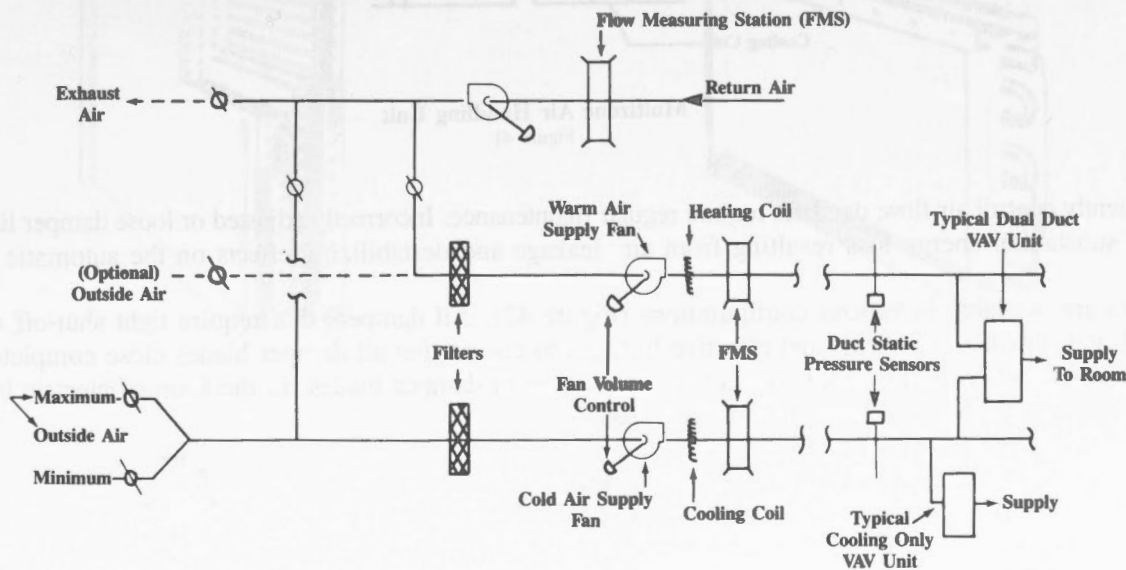 Flow Measuring Station (FMS)
Exhaust
Air
Return Air
Warm Air
Supply Fan
Heating Coil
Typical Dual Duct
VAV Unit
(Optional)
Outside Air
Filters
Fan Volume
Control
FMS
Duct Static
Pressure Sensors
Supply
To Room
Maximum
Outside Air
Minimum
Cold Air Supply
Fan
Cooling Coil
Typical
Cooling Only
VAV Unit
Supply